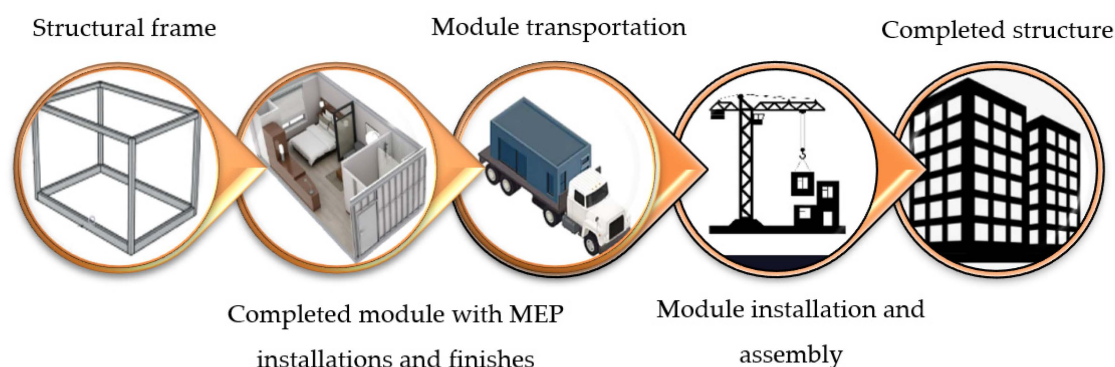 Structural frame
Module transportation
Completed structure
Completed module with MEP
installations and finishes
Module installation and
assembly